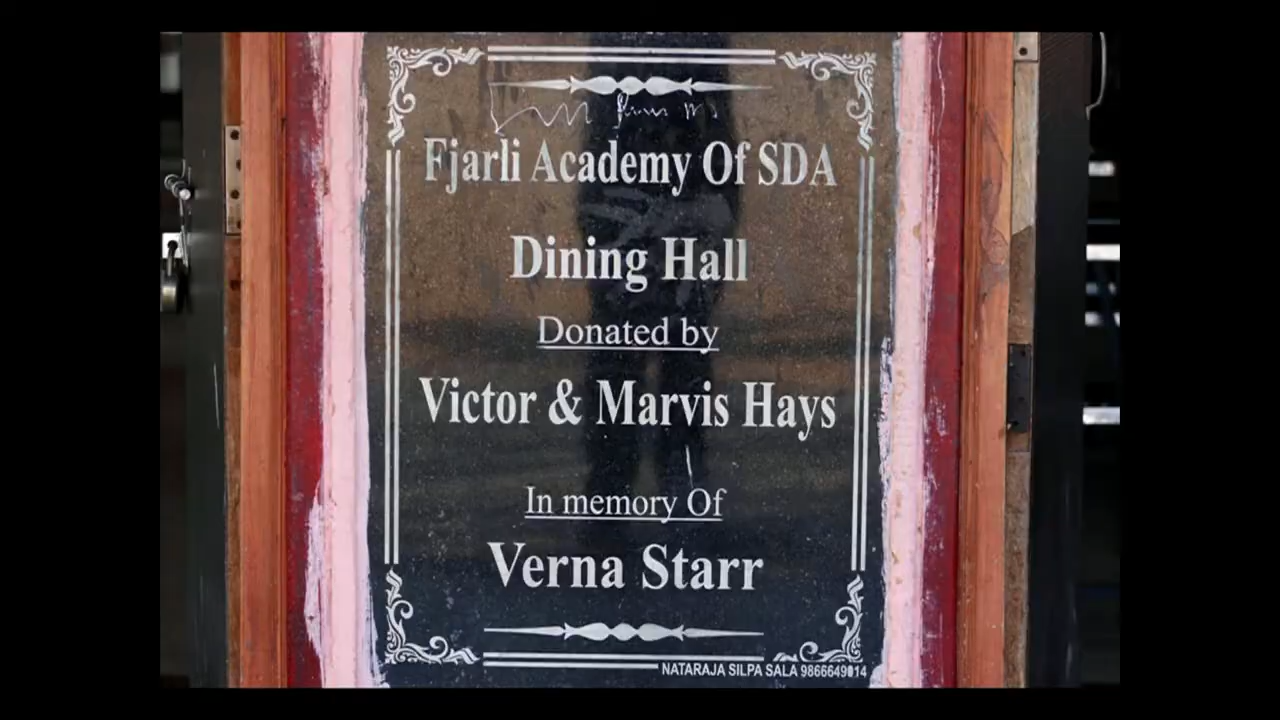 Fjarli Academy Of SDA
Dining Hall
Donated by
Victor & Marvis Hays
In memory Of
Verna Starr
NATARAJA SILPA SALA 9866649014